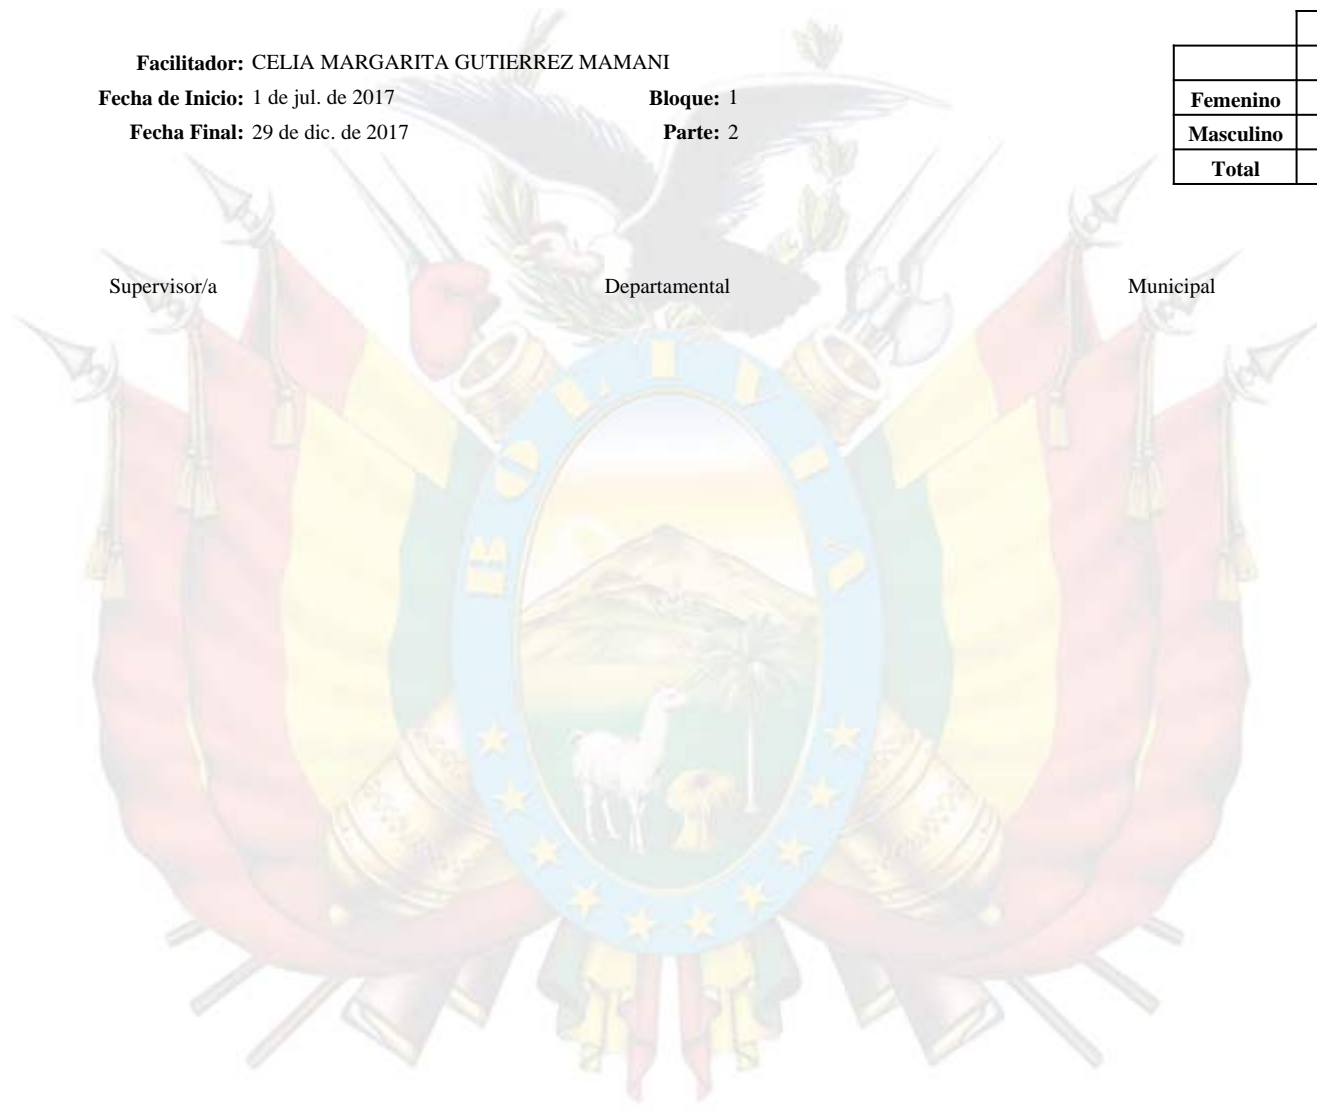 Facilitador: CELIA MARGARITA GUTIERREZ MAMANI
Fecha de Inicio: 1 de jul. de 2017 Bloque: 1
Fecha Final: 29 de dic. de 2017 Parte: 2
Femenino
Masculino
Total
Supervisor/a Departamental Municipal
BOLIVIA